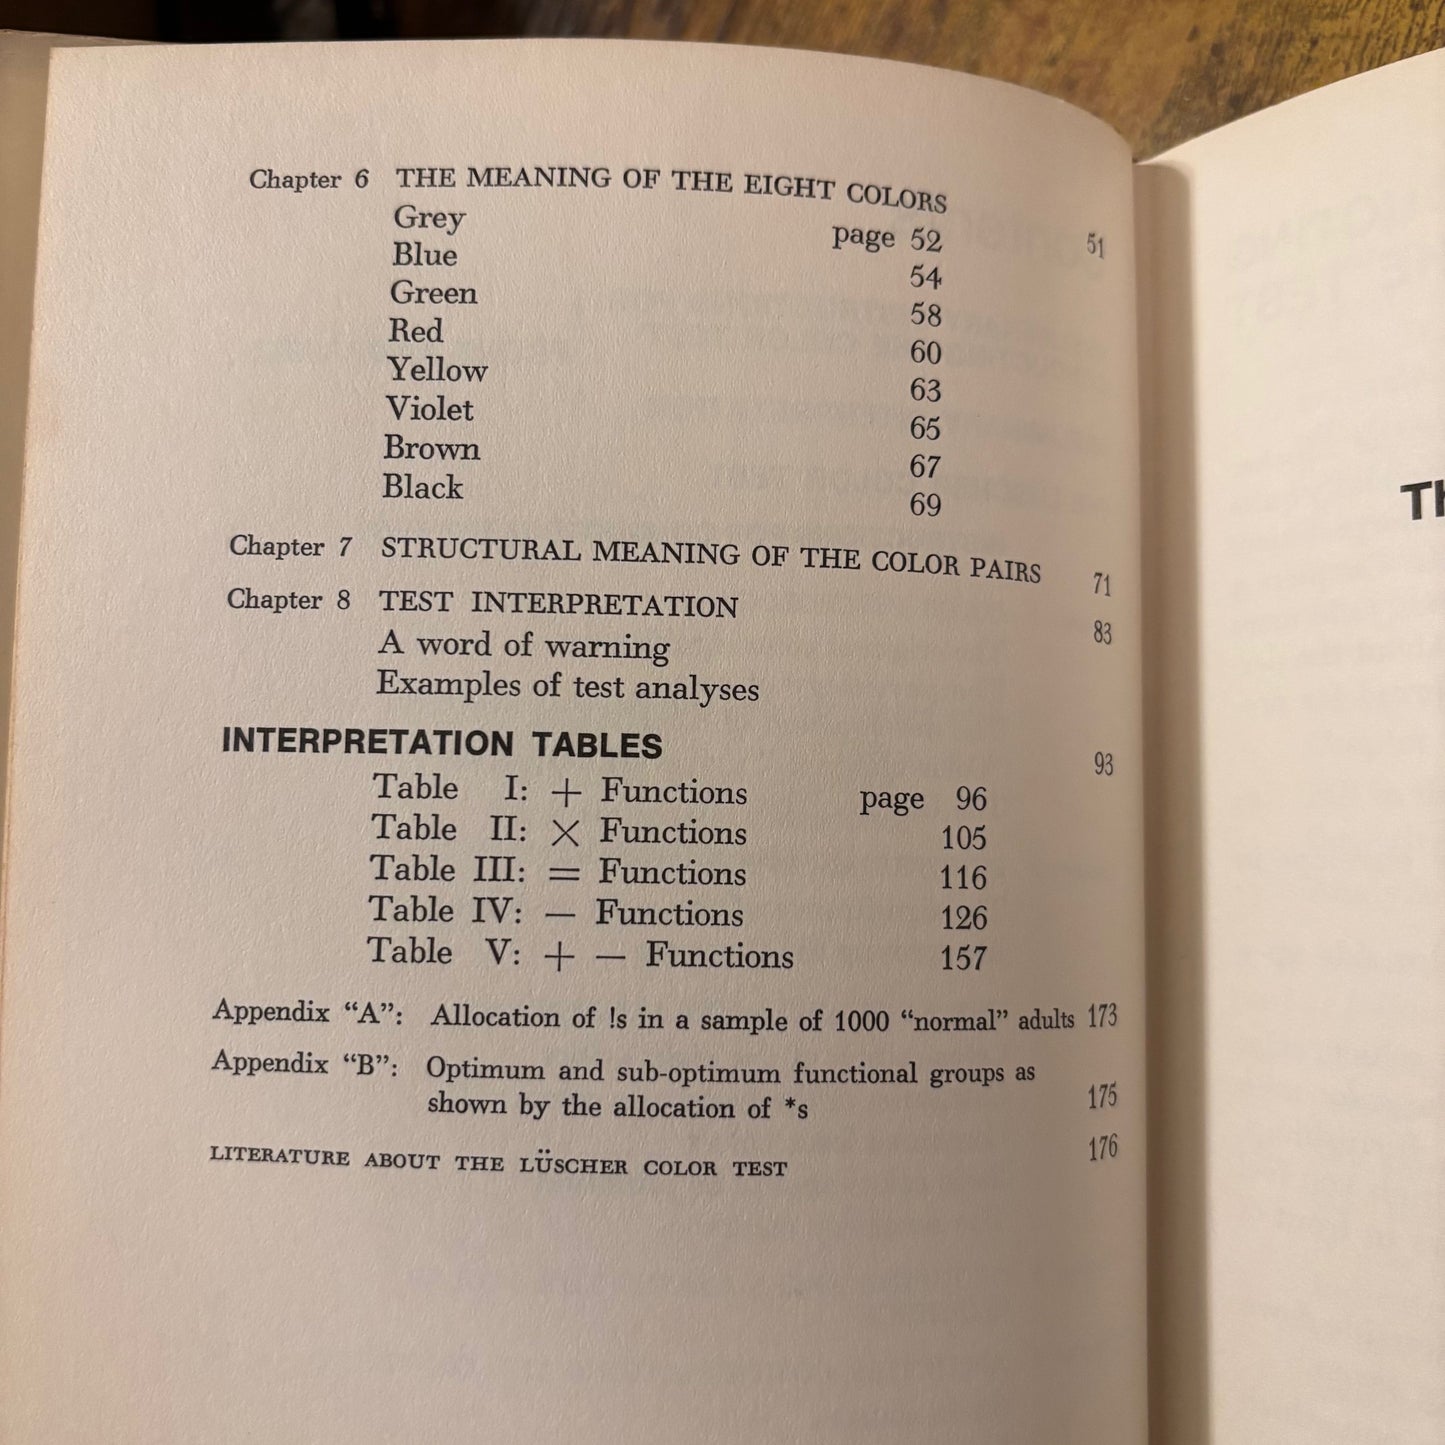 Chapter 6 THE MEANING OF THE EIGHT COLORS 51
Grey page 52
Blue 54
Green 58
Red 60
Yellow 63
Violet 65
Brown 67
Black 69
Chapter 7 STRUCTURAL MEANING OF THE COLOR PAIRS 71
Chapter 8 TEST INTERPRETATION 83
A word of warning
Examples of test analyses
INTERPRETATION TABLES 93
Table I: + Functions page 96
Table II: × Functions 105
Table III: = Functions 116
Table IV: — Functions 126
Table V: + — Functions 157
Appendix “A”: Allocation of !s in a sample of 1000 “normal” adults 173
Appendix “B”: Optimum and sub-optimum functional groups as
shown by the allocation of *s 175
LITERATURE ABOUT THE LÜSCHER COLOR TEST 176